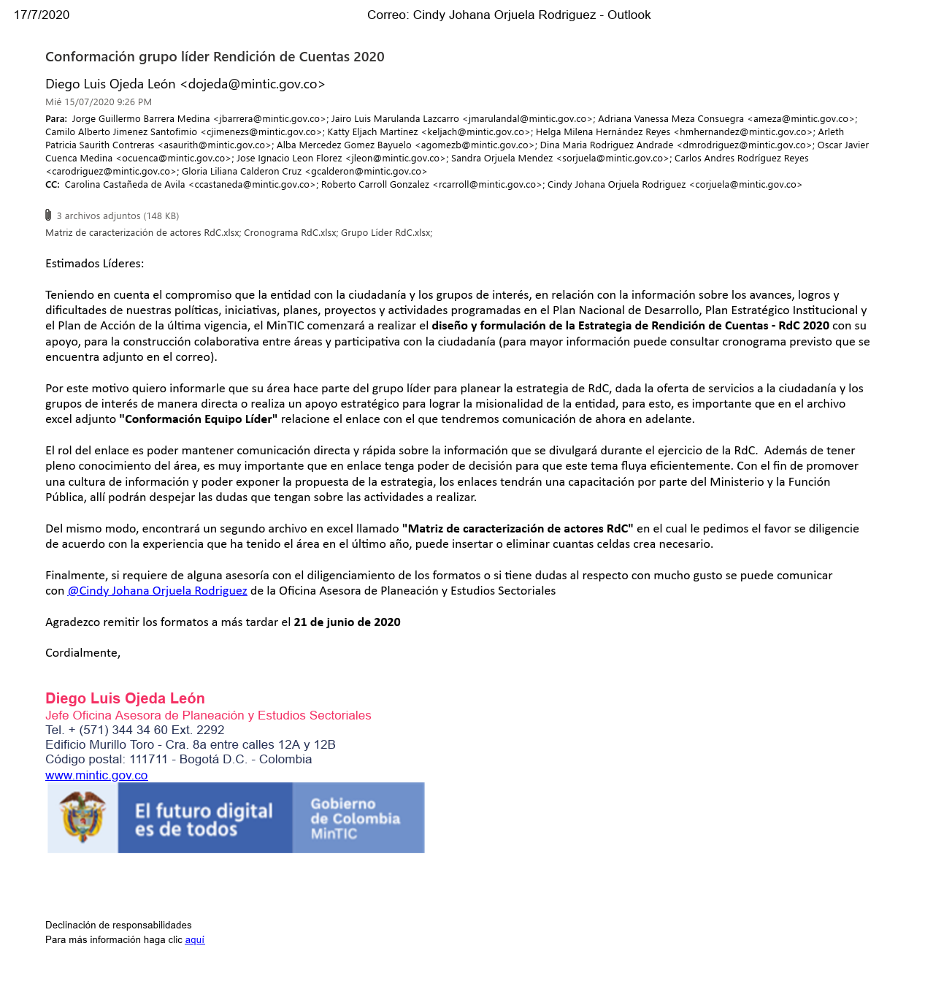 17/7/2020 Correo: Cindy Johana Orjuela Rodriguez - Outlook
Conformación grupo líder Rendición de Cuentas 2020
Diego Luis Ojeda León <dojeda@mintic.gov.co>
Mié 15/07/2020 9:26 PM
Para: Jorge Guillermo Barrera Medina <jbarrera@mintic.gov.co>; Jairo Luis Marulanda Lazcarro <jmarulandal@mintic.gov.co>; Adriana Vanessa Meza Consuegra <ameza@mintic.gov.co>;
Camilo Alberto Jimenez Santofimio <cjimenezs@mintic.gov.co>; Katty Eljach Martínez <keljach@mintic.gov.co>; Helga Milena Hernández Reyes <hmhernandez@mintic.gov.co>; Arleth
Patricia Saurith Contreras <asaurith@mintic.gov.co>; Alba Mercedez Gomez Bayuelo <agomezb@mintic.gov.co>; Dina Maria Rodriguez Andrade <dmrodriguez@mintic.gov.co>; Oscar Javier
Cuenca Medina <ocuenca@mintic.gov.co>; Jose Ignacio Leon Florez <jleon@mintic.gov.co>; Sandra Orjuela Mendez <sorjuela@mintic.gov.co>; Carlos Andres Rodríguez Reyes
<carodriguez@mintic.gov.co>; Gloria Liliana Calderon Cruz <gcalderon@mintic.gov.co>
CC: Carolina Castañeda de Avila <ccastaneda@mintic.gov.co>; Roberto Carroll Gonzalez <rcarroll@mintic.gov.co>; Cindy Johana Orjuela Rodriguez <corjuela@mintic.gov.co>
3 archivos adjuntos (148 KB)
Matriz de caracterización de actores RdC.xlsx; Cronograma RdC.xlsx; Grupo Líder RdC.xlsx;
Estimados Líderes:
Teniendo en cuenta el compromiso que la entidad con la ciudadanía y los grupos de interés, en relación con la información sobre los avances, logros y
dificultades de nuestras políticas, iniciativas, planes, proyectos y actividades programadas en el Plan Nacional de Desarrollo, Plan Estratégico Institucional y
el Plan de Acción de la última vigencia, el MinTIC comenzará a realizar el diseño y formulación de la Estrategia de Rendición de Cuentas - RdC 2020 con su
apoyo, para la construcción colaborativa entre áreas y participativa con la ciudadanía (para mayor información puede consultar cronograma previsto que se
encuentra adjunto en el correo).
Por este motivo quiero informarle que su área hace parte del grupo líder para planear la estrategia de RdC, dada la oferta de servicios a la ciudadanía y los
grupos de interés de manera directa o realiza un apoyo estratégico para lograr la misionalidad de la entidad, para esto, es importante que en el archivo
excel adjunto "Conformación Equipo Líder" relacione el enlace con el que tendremos comunicación de ahora en adelante.
El rol del enlace es poder mantener comunicación directa y rápida sobre la información que se divulgará durante el ejercicio de la RdC.  Además de tener
pleno conocimiento del área, es muy importante que en enlace tenga poder de decisión para que este tema fluya eficientemente. Con el fin de promover
una cultura de información y poder exponer la propuesta de la estrategia, los enlaces tendrán una capacitación por parte del Ministerio y la Función
Pública, allí podrán despejar las dudas que tengan sobre las actividades a realizar.
Del mismo modo, encontrará un segundo archivo en excel llamado "Matriz de caracterización de actores RdC" en el cual le pedimos el favor se diligencie
de acuerdo con la experiencia que ha tenido el área en el último año, puede insertar o eliminar cuantas celdas crea necesario.
Finalmente, si requiere de alguna asesoría con el diligenciamiento de los formatos o si tiene dudas al respecto con mucho gusto se puede comunicar
con @Cindy Johana Orjuela Rodriguez de la Oficina Asesora de Planeación y Estudios Sectoriales
Agradezco remitir los formatos a más tardar el 21 de junio de 2020
Cordialmente,
Diego Luis Ojeda León
Jefe Oficina Asesora de Planeación y Estudios Sectoriales
Tel. + (571) 344 34 60 Ext. 2292
Edificio Murillo Toro - Cra. 8a entre calles 12A y 12B
Código postal: 111711 - Bogotá D.C. - Colombia
www.mintic.gov.co
El futuro digital
es de todos
Gobierno
de Colombia
MinTIC
Declinación de responsabilidades
Para más información haga clic aquí